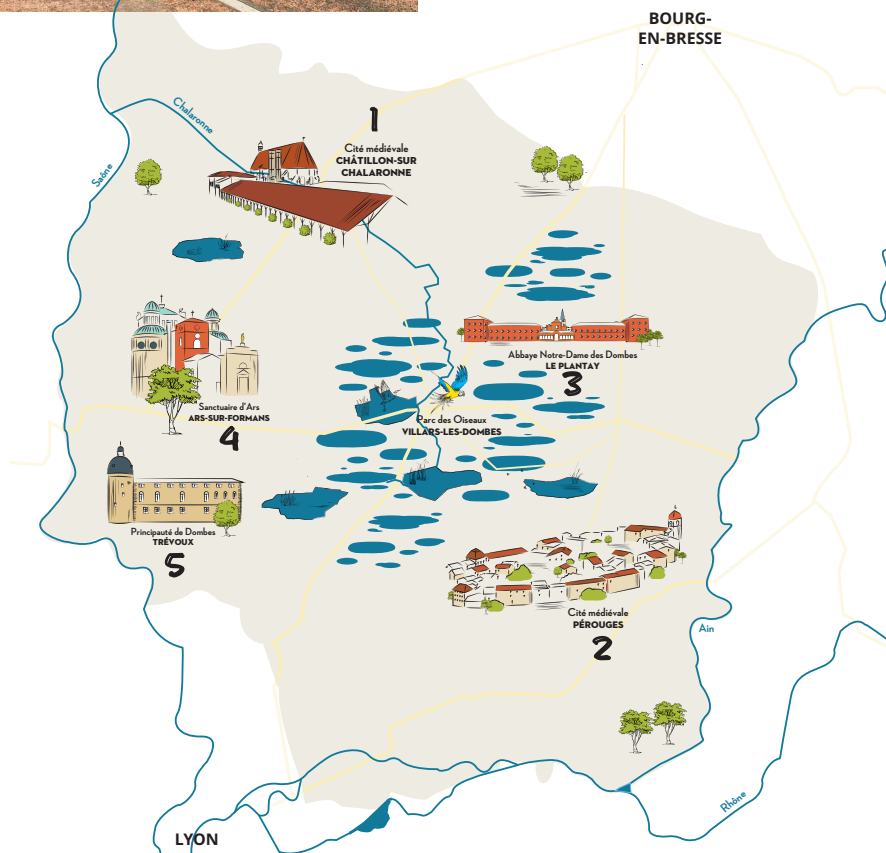 BOURG-
EN-BRESSE
Chalaronne
Saône
1
Cité médiévale
CHÂTILLON-SUR
CHALARONNE
Abbaye Notre-Dame des Dombes
LE PLANTAY
3
Parc des Oiseaux
VILLARS-LES-DOMBES
Sanctuaire d'Ars
ARS-SUR-FORMANS
4
Principauté de Dombes
TRÉVOUX
5
Cité médiévale
PÉROUGES
2
Ain
Rhône
LYON